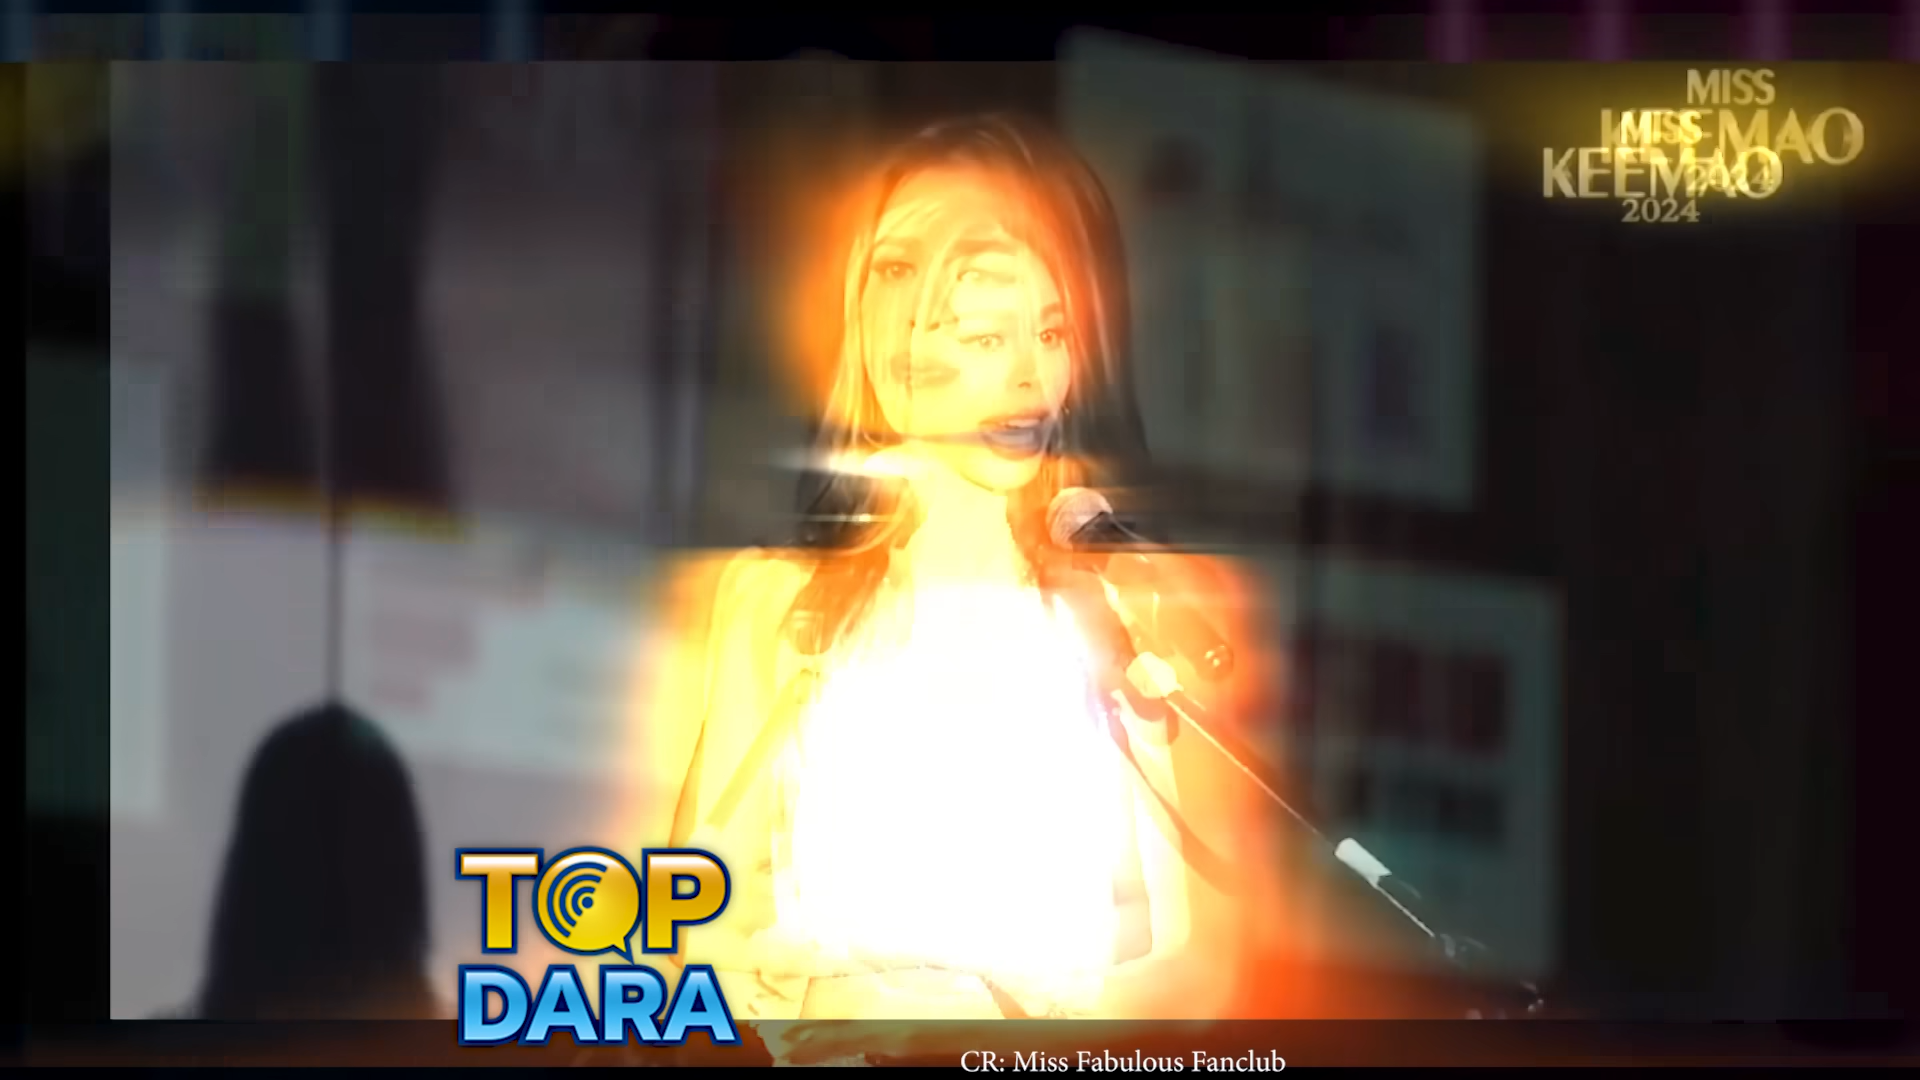 MISS
KEEMAO
MISS
KEEMAO
2024
2024
TOP
DARA
CR: Miss Fabulous Fanclub